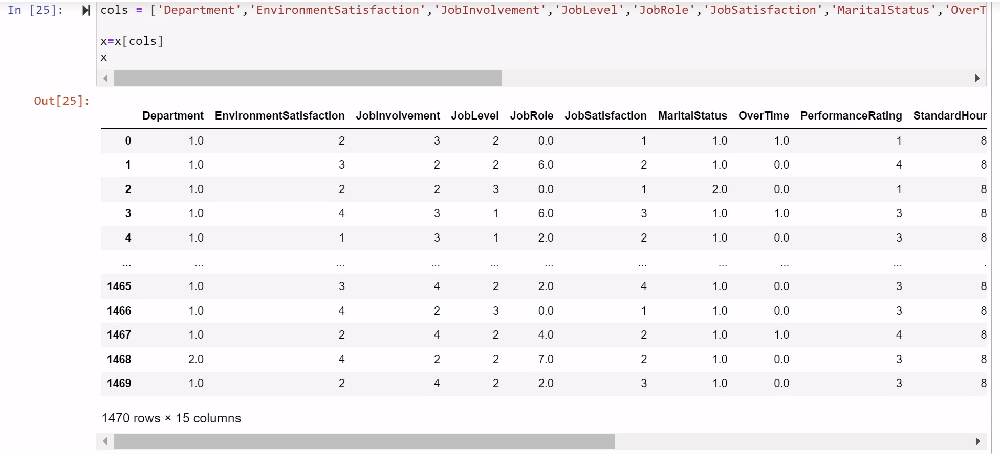 In [25]: cols = ['Department','EnvironmentSatisfaction','JobInvolvement','JobLevel','JobRole','JobSatisfaction','MaritalStatus','OverT
x=x[cols]
x
Out[25]:
Department EnvironmentSatisfaction JobInvolvement JobLevel JobRole JobSatisfaction MaritalStatus OverTime PerformanceRating StandardHour
0 1.0 2 3 2 0.0 1 1.0 1.0 1 8
1 1.0 3 2 2 6.0 2 1.0 0.0 4 8
2 1.0 2 2 3 0.0 1 2.0 0.0 1 8
3 1.0 4 3 1 6.0 3 1.0 1.0 3 8
4 1.0 1 3 1 2.0 2 1.0 0.0 3 8
... ... ... ... ... ... ... ... ... ... .
1465 1.0 3 4 2 2.0 4 1.0 0.0 3 8
1466 1.0 4 2 3 0.0 1 1.0 0.0 3 8
1467 1.0 2 4 2 4.0 2 1.0 1.0 4 8
1468 2.0 4 2 2 7.0 2 1.0 0.0 3 8
1469 1.0 2 4 2 2.0 3 1.0 0.0 3 8
1470 rows × 15 columns